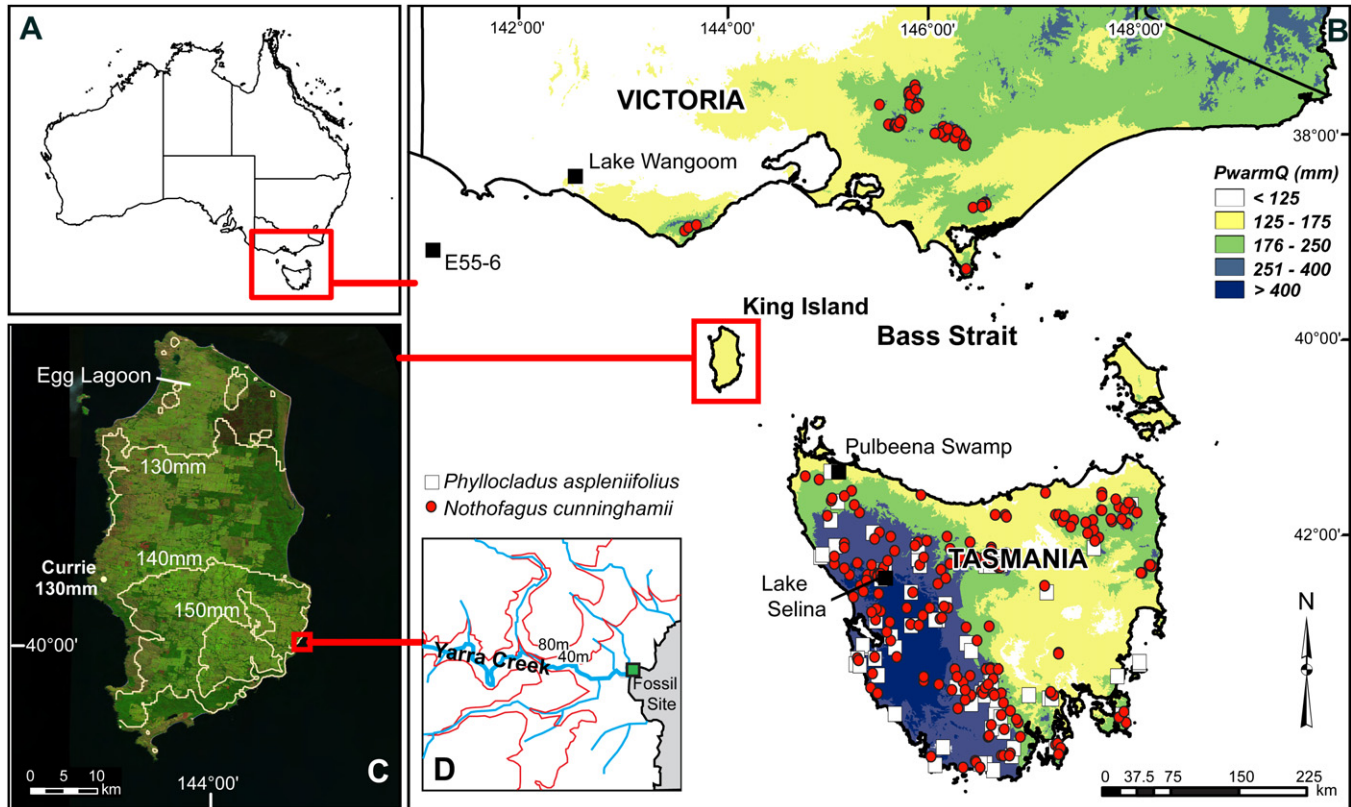 A
B
142°00'
144°00'
146°00'
148°00'
VICTORIA
38°00'
Lake Wangoom
PwarmQ (mm)
< 125
125 - 175
176 - 250
251 - 400
> 400
E55-6
King Island
Bass Strait
40°00'
Pulbeena Swamp
Phyllocladus aspleniifolius
Nothofagus cunninghamii
42°00'
TASMANIA
Lake
Selina
N
0 37.5 75 150 225
km
Egg Lagoon
130mm
140mm
Currie
130mm
150mm
40°00'
C
0 5 10
km
144°00'
80m
40m
Yarra Creek
Fossil
Site
D